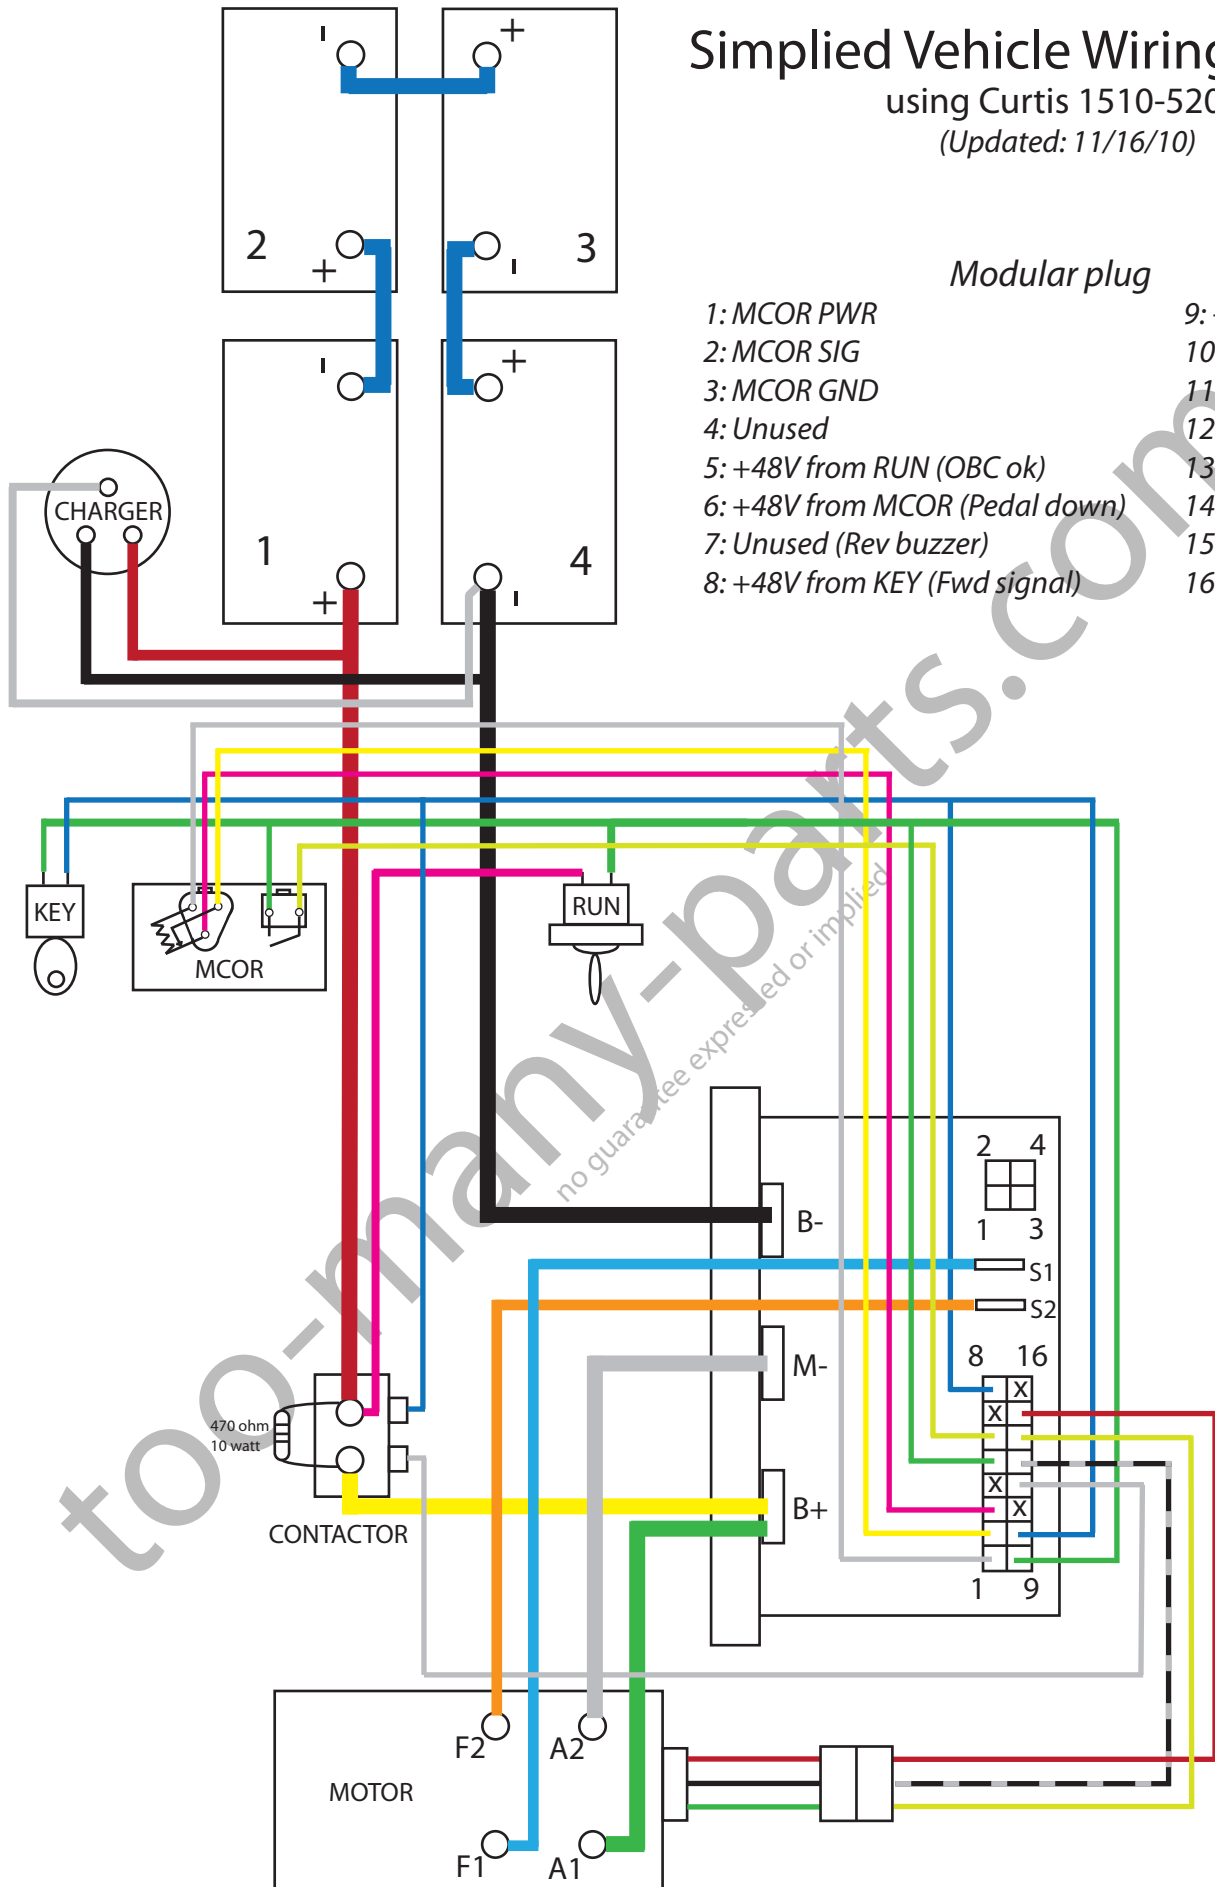 Simplied Vehicle Wiring
using Curtis 1510-520
(Updated: 11/16/10)
Modular plug
1: MCOR PWR
2: MCOR SIG
3: MCOR GND
4: Unused
5: +48V from RUN (OBC ok)
6: +48V from MCOR (Pedal down)
7: Unused (Rev buzzer)
8: +48V from KEY (Fwd signal)
9:
10
11
12
13
14
15
16
- +
2 + - 3
- +
1 + - 4
CHARGER
KEY
MCOR
RUN
too-many-parts.com
no guarantee expressed or implied
2 4
1 3
B-
S1
S2
M-
8 16
X
X
X
X
B+
1 9
470 ohm
10 watt
CONTACTOR
F2 A2
MOTOR
F1 A1